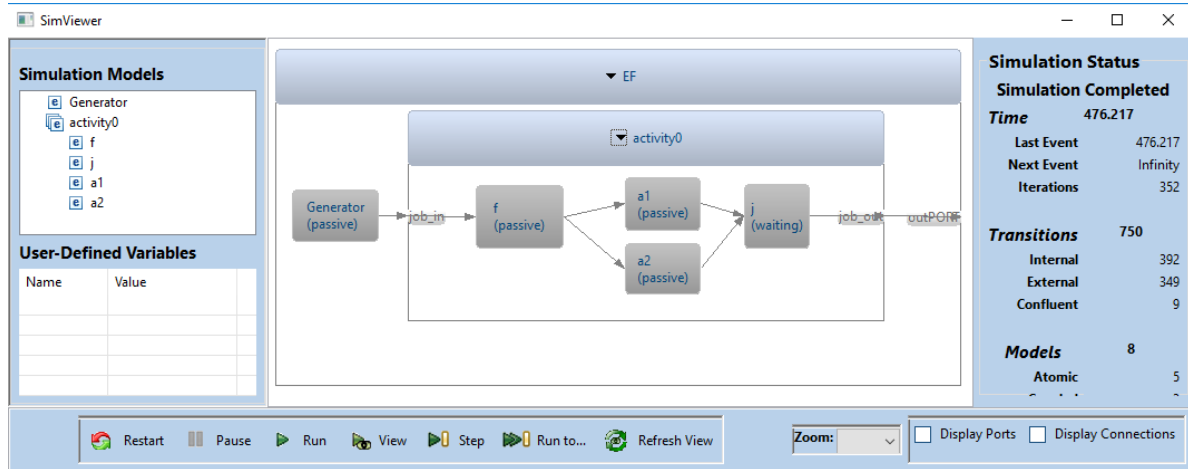 SimViewer
Simulation Models
Generator
activity0
f
j
a1
a2
User-Defined Variables
Name Value
EF
activity0
Generator
(passive)
job_in
f
(passive)
a1
(passive)
a2
(passive)
j
(waiting)
job_out
outPORT
Simulation Status
Simulation Completed
Time 476.217
Last Event 476.217
Next Event Infinity
Iterations 352
Transitions 750
Internal 392
External 349
Confluent 9
Models 8
Atomic 5
Restart Pause Run View Step Run to... Refresh View
Zoom:
Display Ports Display Connections